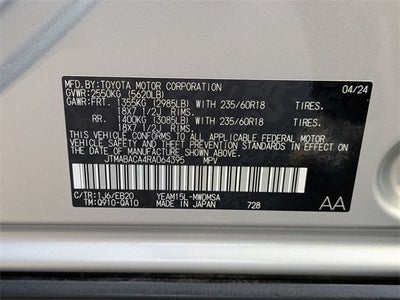 MFD.BY:TOYOTA MOTOR CORPORATION 04/24
GVWR:2550KG (5620LB)
GAWR:FRT. 1355KG (2985LB) WITH 235/60R18 TIRES.
18X7 1/2J RIMS.
RR. 1400KG (3085LB) WITH 235/60R18 TIRES.
18X7 1/2J RIMS.
THIS VEHICLE CONFORMS TO ALL APPLICABLE FEDERAL MOTOR
VEHICLE SAFETY AND THEFT PREVENTION STANDARDS IN EFFECT
ON THE DATE OF MANUFACTURE SHOWN ABOVE.
JTMABACA4RA064395 MPV
C/TR:1J6/EB20 YEAM15L-MWDMSA
TM:Q910-QA10 MADE IN JAPAN 728 AA